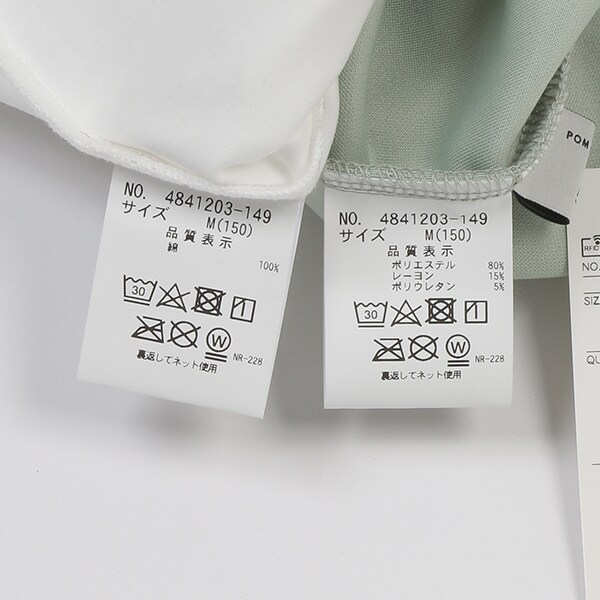 NO. 4841203-149
サイズ M(150)
品質表示
綿
100%
30
W
NR-228
裏返してネット使用
NO. 4841203-149
サイズ M(150)
品質表示
ポリエステル 80%
レーヨン 15%
ポリウレタン 5%
30
W
NR-228
裏返してネット使用
POM
RFID
NO.
SIZ
QU